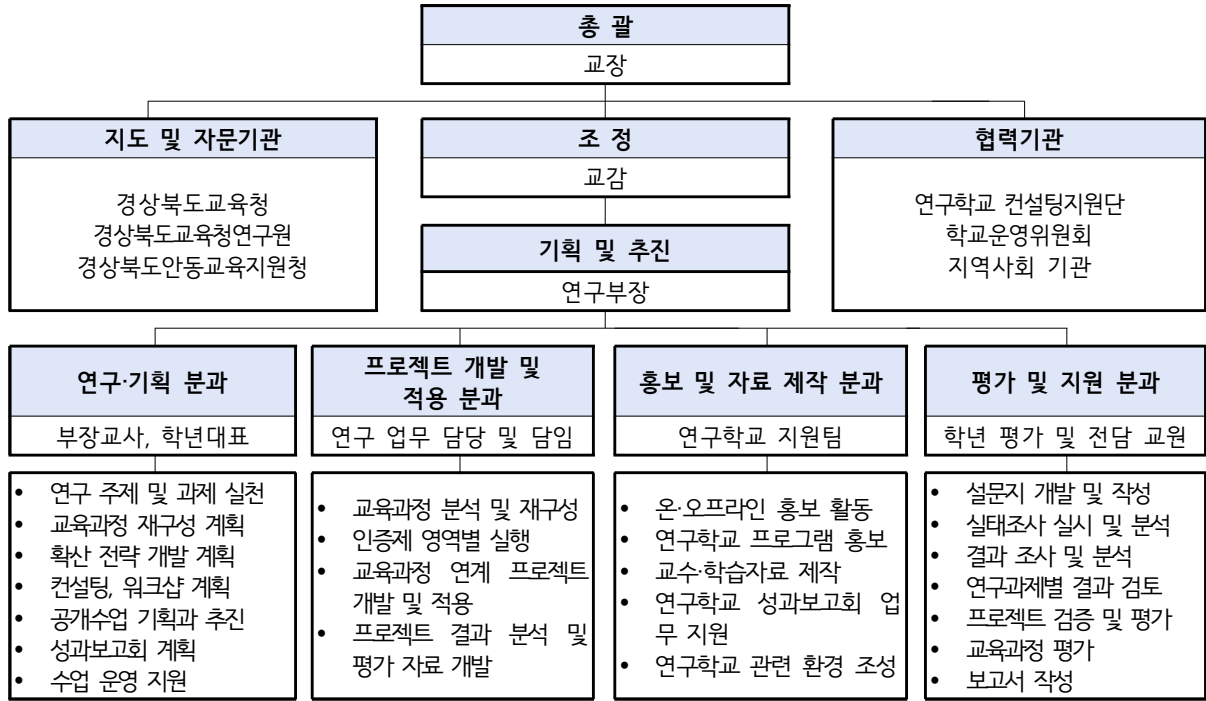 총 괄
교장
지도 및 자문기관
경상북도교육청
경상북도교육청연구원
경상북도안동교육지원청
조 정
교감
협력기관
연구학교 컨설팅지원단
학교운영위원회
지역사회 기관
기획 및 추진
연구부장
연구·기획 분과
부장교사, 학년대표
• 연구 주제 및 과제 실천
• 교육과정 재구성 계획
• 확산 전략 개발 계획
• 컨설팅, 워크샵 계획
• 공개수업 기획과 추진
• 성과보고회 계획
• 수업 운영 지원
프로젝트 개발 및
적용 분과
연구 업무 담당 및 담임
• 교육과정 분석 및 재구성
• 인증제 영역별 실행
• 교육과정 연계 프로젝트
개발 및 적용
• 프로젝트 결과 분석 및
평가 자료 개발
홍보 및 자료 제작 분과
연구학교 지원팀
• 온·오프라인 홍보 활동
• 연구학교 프로그램 홍보
• 교수·학습자료 제작
• 연구학교 성과보고회 업
무 지원
• 연구학교 관련 환경 조성
평가 및 지원 분과
학년 평가 및 전담 교원
• 설문지 개발 및 작성
• 실태조사 실시 및 분석
• 결과 조사 및 분석
• 연구과제별 결과 검토
• 프로젝트 검증 및 평가
• 교육과정 평가
• 보고서 작성